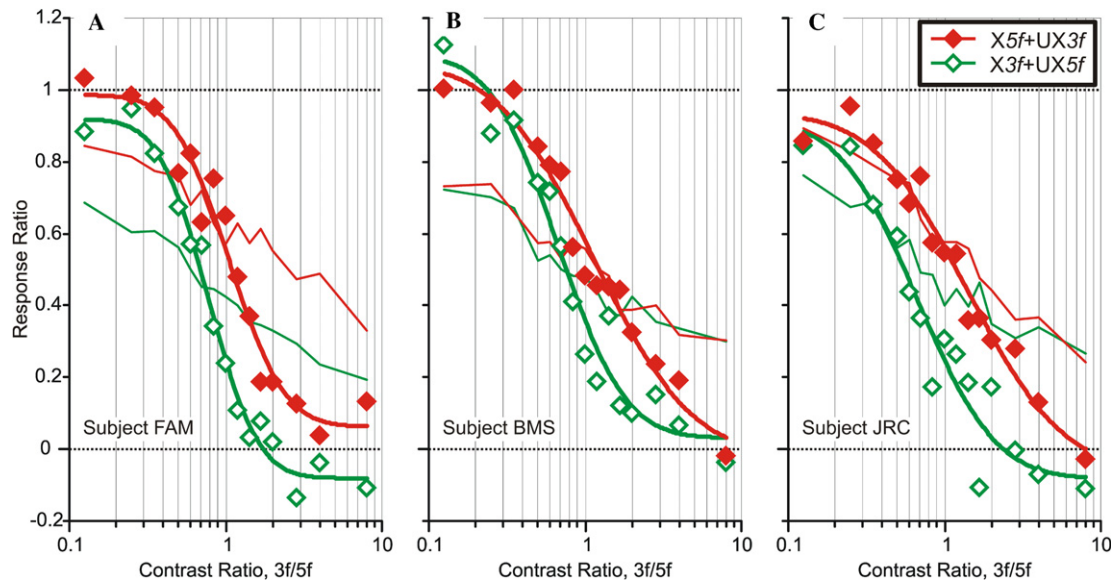 A
B
C
X5f+UX3f
X3f+UX5f
1.2
1
0.8
0.6
0.4
0.2
0
-0.2
Response Ratio
Subject FAM
Subject BMS
Subject JRC
0.1 1 10
0.1 1 10
0.1 1 10
Contrast Ratio, 3f/5f
Contrast Ratio, 3f/5f
Contrast Ratio, 3f/5f